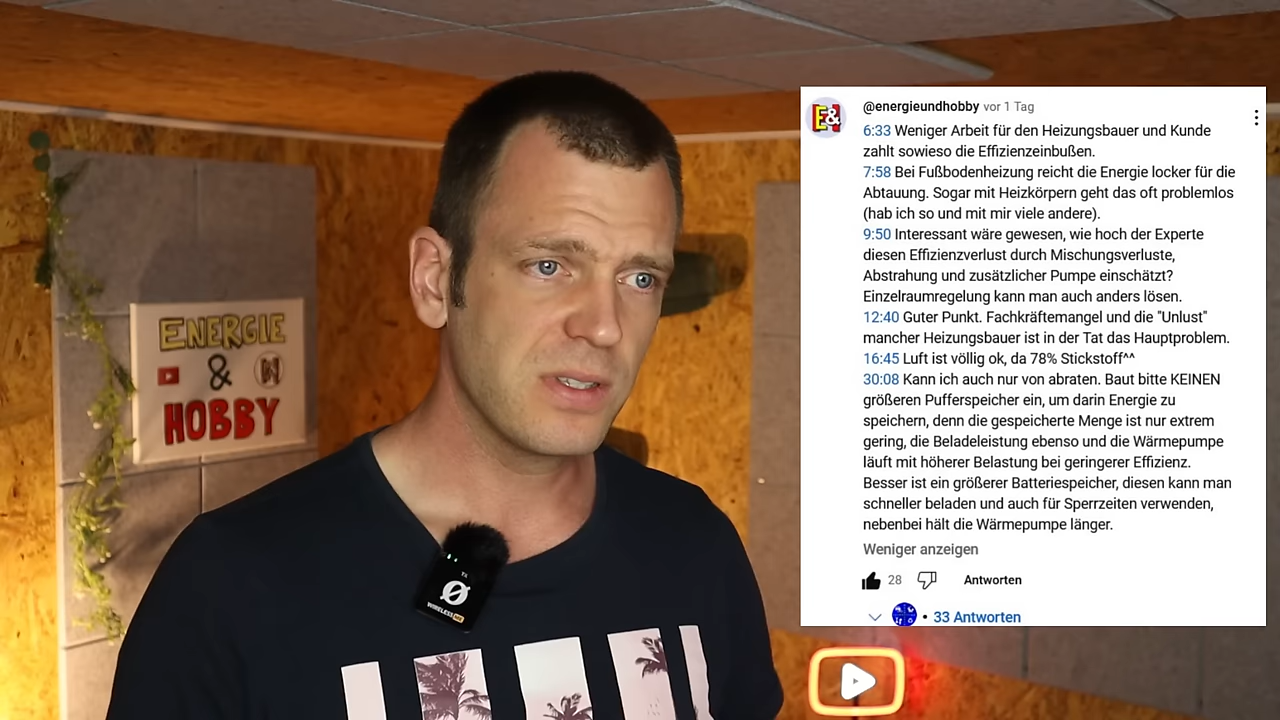 ENERGIE
&
HOBBY
TX
WIRELESS ME
E&
@energieundhobby vor 1 Tag
6:33 Weniger Arbeit für den Heizungsbauer und Kunde
zahlt sowieso die Effizienzeinbußen.
7:58 Bei Fußbodenheizung reicht die Energie locker für die
Abtauung. Sogar mit Heizkörpern geht das oft problemlos
(hab ich so und mit mir viele andere).
9:50 Interessant wäre gewesen, wie hoch der Experte
diesen Effizienzverlust durch Mischungsverluste,
Abstrahung und zusätzlicher Pumpe einschätzt?
Einzelraumregelung kann man auch anders lösen.
12:40 Guter Punkt. Fachkräftemangel und die "Unlust"
mancher Heizungsbauer ist in der Tat das Hauptproblem.
16:45 Luft ist völlig ok, da 78% Stickstoff^^
30:08 Kann ich auch nur von abraten. Baut bitte KEINEN
größeren Pufferspeicher ein, um darin Energie zu
speichern, denn die gespeicherte Menge ist nur extrem
gering, die Beladeleistung ebenso und die Wärmepumpe
läuft mit höherer Belastung bei geringerer Effizienz.
Besser ist ein größerer Batteriespeicher, diesen kann man
schneller beladen und auch für Sperrzeiten verwenden,
nebenbei hält die Wärmepumpe länger.
Weniger anzeigen
28 Antworten
• 33 Antworten